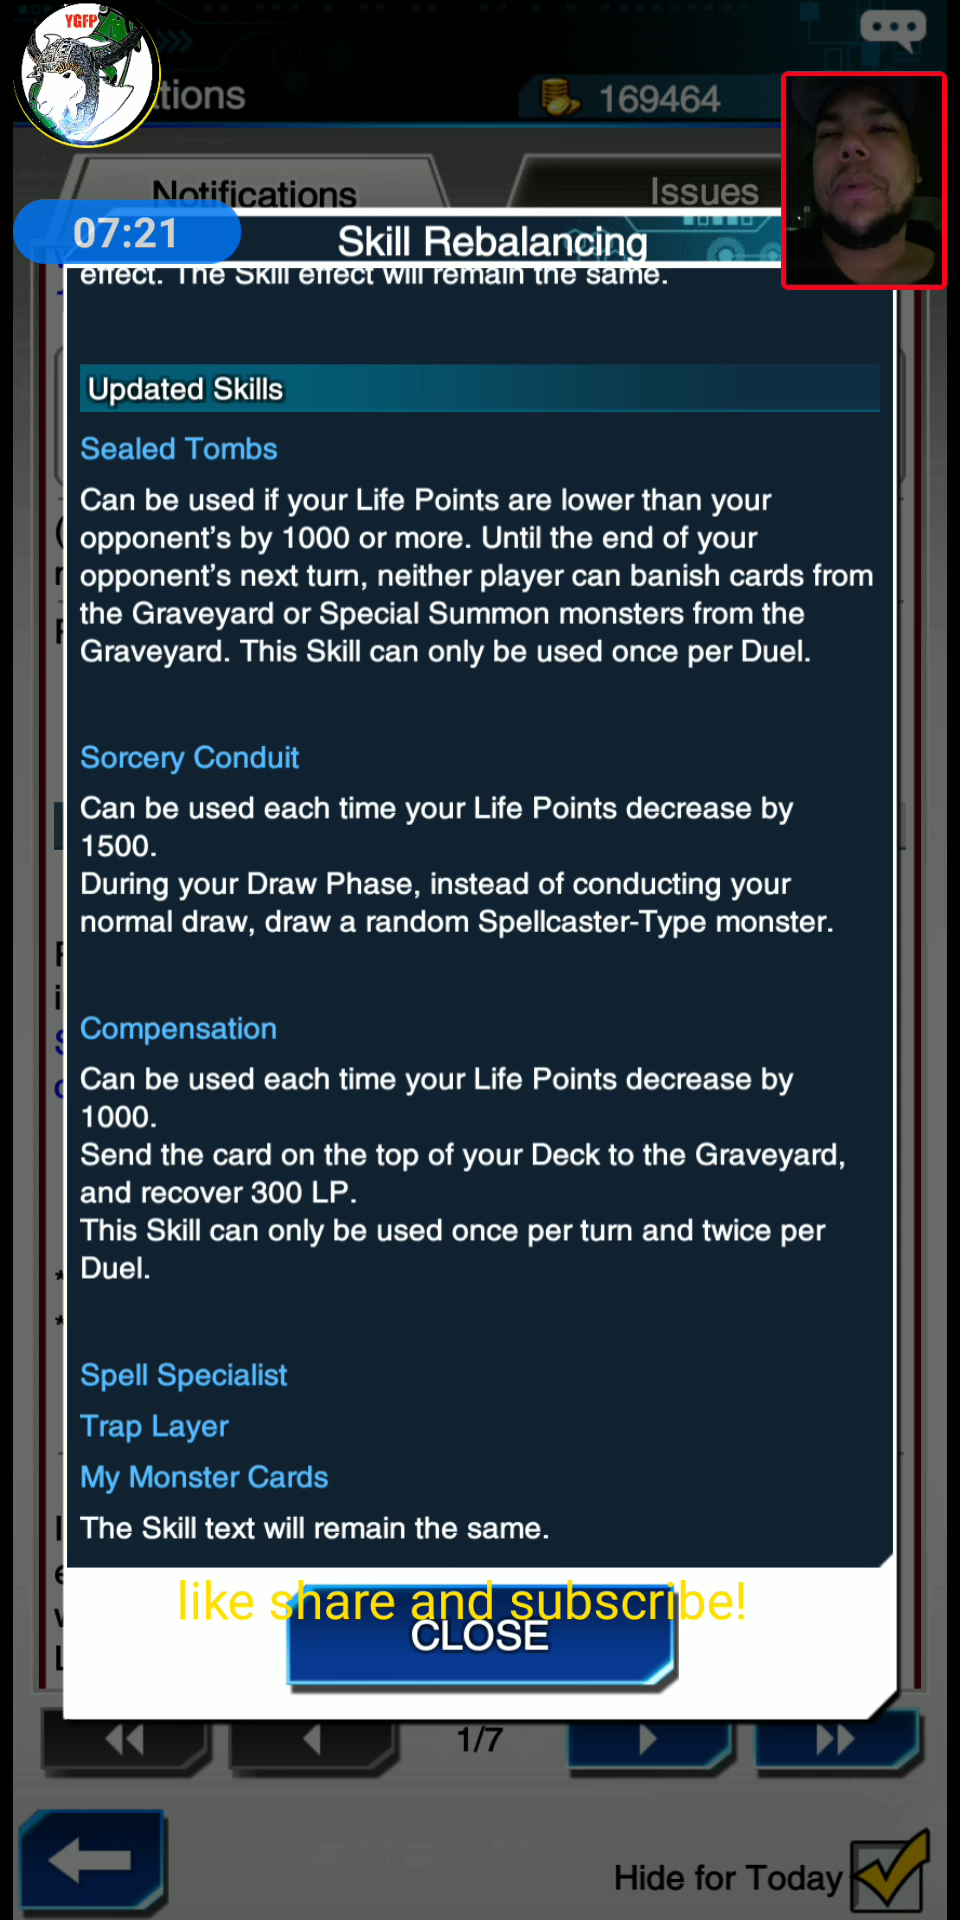 YGFP
tions
169464
Notifications
Issues
07:21
Skill Rebalancing
effect. The Skill effect will remain the same.
Updated Skills
Sealed Tombs
Can be used if your Life Points are lower than your
opponent's by 1000 or more. Until the end of your
opponent's next turn, neither player can banish cards from
the Graveyard or Special Summon monsters from the
Graveyard. This Skill can only be used once per Duel.
Sorcery Conduit
Can be used each time your Life Points decrease by
1500.
During your Draw Phase, instead of conducting your
normal draw, draw a random Spellcaster-Type monster.
Compensation
Can be used each time your Life Points decrease by
1000.
Send the card on the top of your Deck to the Graveyard,
and recover 300 LP.
This Skill can only be used once per turn and twice per
Duel.
Spell Specialist
Trap Layer
My Monster Cards
The Skill text will remain the same.
like share and subscribe!
CLOSE
1/7
Hide for Today